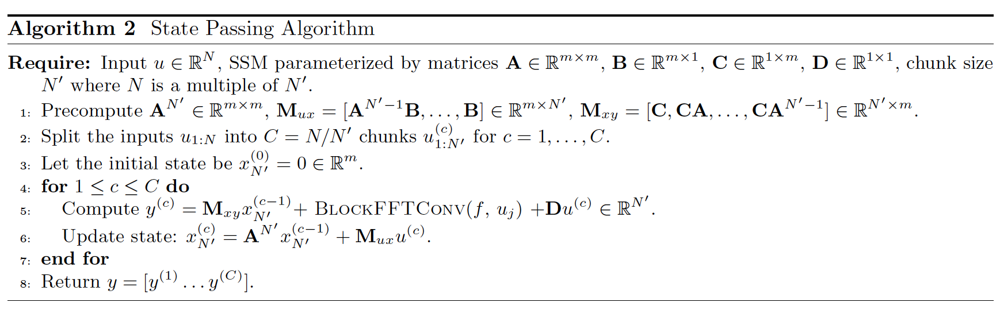 Algorithm 2 State Passing Algorithm
Require: Input $u \in \mathbb{R}^N$, SSM parameterized by matrices $\mathbf{A} \in \mathbb{R}^{m \times m}$, $\mathbf{B} \in \mathbb{R}^{m \times 1}$, $\mathbf{C} \in \mathbb{R}^{1 \times m}$, $\mathbf{D} \in \mathbb{R}^{1 \times 1}$, chunk size
$N'$ where $N$ is a multiple of $N'$.
1: Precompute $\mathbf{A}^{N'} \in \mathbb{R}^{m \times m}$, $\mathbf{M}_{ux} = [\mathbf{A}^{N'-1}\mathbf{B}, \ldots, \mathbf{B}] \in \mathbb{R}^{m \times N'}$, $\mathbf{M}_{xy} = [\mathbf{C}, \mathbf{CA}, \ldots, \mathbf{CA}^{N'-1}] \in \mathbb{R}^{N' \times m}$.
2: Split the inputs $u_{1:N}$ into $C = N/N'$ chunks $u_{1:N'}^{(c)}$ for $c = 1, \ldots, C$.
3: Let the initial state be $x_{N'}^{(0)} = 0 \in \mathbb{R}^m$.
4: for $1 \leq c \leq C$ do
5: Compute $y^{(c)} = \mathbf{M}_{xy} x_{N'}^{(c-1)} +$ BLOCKFFTCONV($f$, $u_j$) $+ \mathbf{D} u^{(c)} \in \mathbb{R}^{N'}$.
6: Update state: $x_{N'}^{(c)} = \mathbf{A}^{N'} x_{N'}^{(c-1)} + \mathbf{M}_{ux} u^{(c)}$.
7: end for
8: Return $y = [y^{(1)} \ldots y^{(C)}]$.